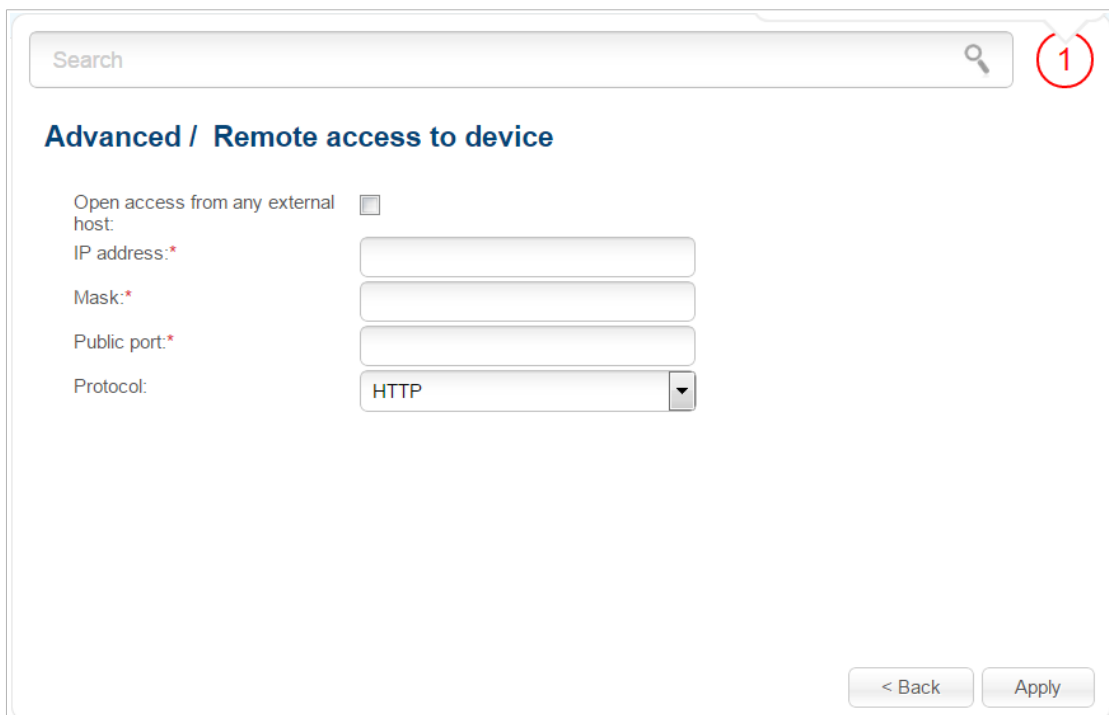 Search
1
Advanced / Remote access to device
Open access from any external
host:
IP address:*
Mask:*
Public port:*
Protocol:
HTTP
< Back
Apply